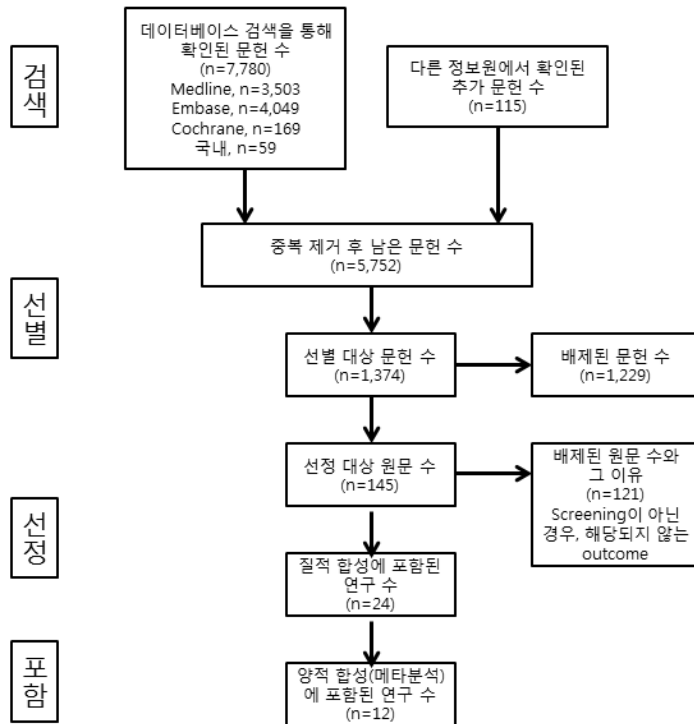 검색
데이터베이스 검색을 통해
확인된 문헌 수
(n=7,780)
Medline, n=3,503
Embase, n=4,049
Cochrane, n=169
국내, n=59
다른 정보원에서 확인된
추가 문헌 수
(n=115)
중복 제거 후 남은 문헌 수
(n=5,752)
선별
선별 대상 문헌 수
(n=1,374)
배제된 문헌 수
(n=1,229)
선정 대상 원문 수
(n=145)
배제된 원문 수와
그 이유
(n=121)
Screening이 아닌
경우, 해당되지 않는
outcome
선정
질적 합성에 포함된
연구 수
(n=24)
포함
양적 합성(메타분석)
에 포함된 연구 수
(n=12)